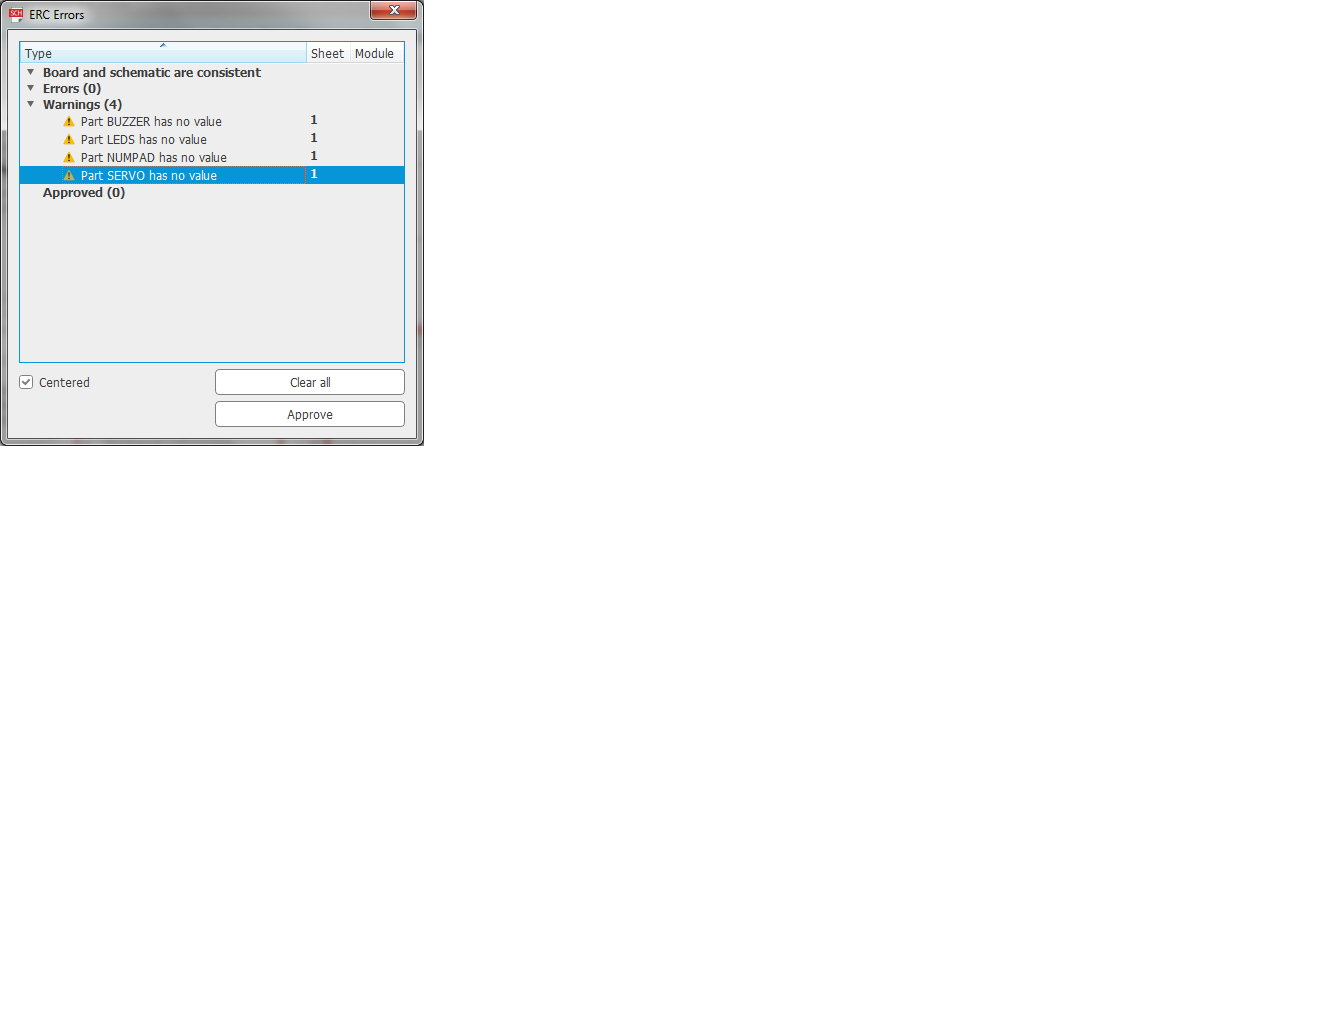 SCH ERC Errors
Type Sheet Module
Board and schematic are consistent
Errors (0)
Warnings (4)
Part BUZZER has no value 1
Part LEDS has no value 1
Part NUMPAD has no value 1
Part SERVO has no value 1
Approved (0)
Centered Clear all
Approve